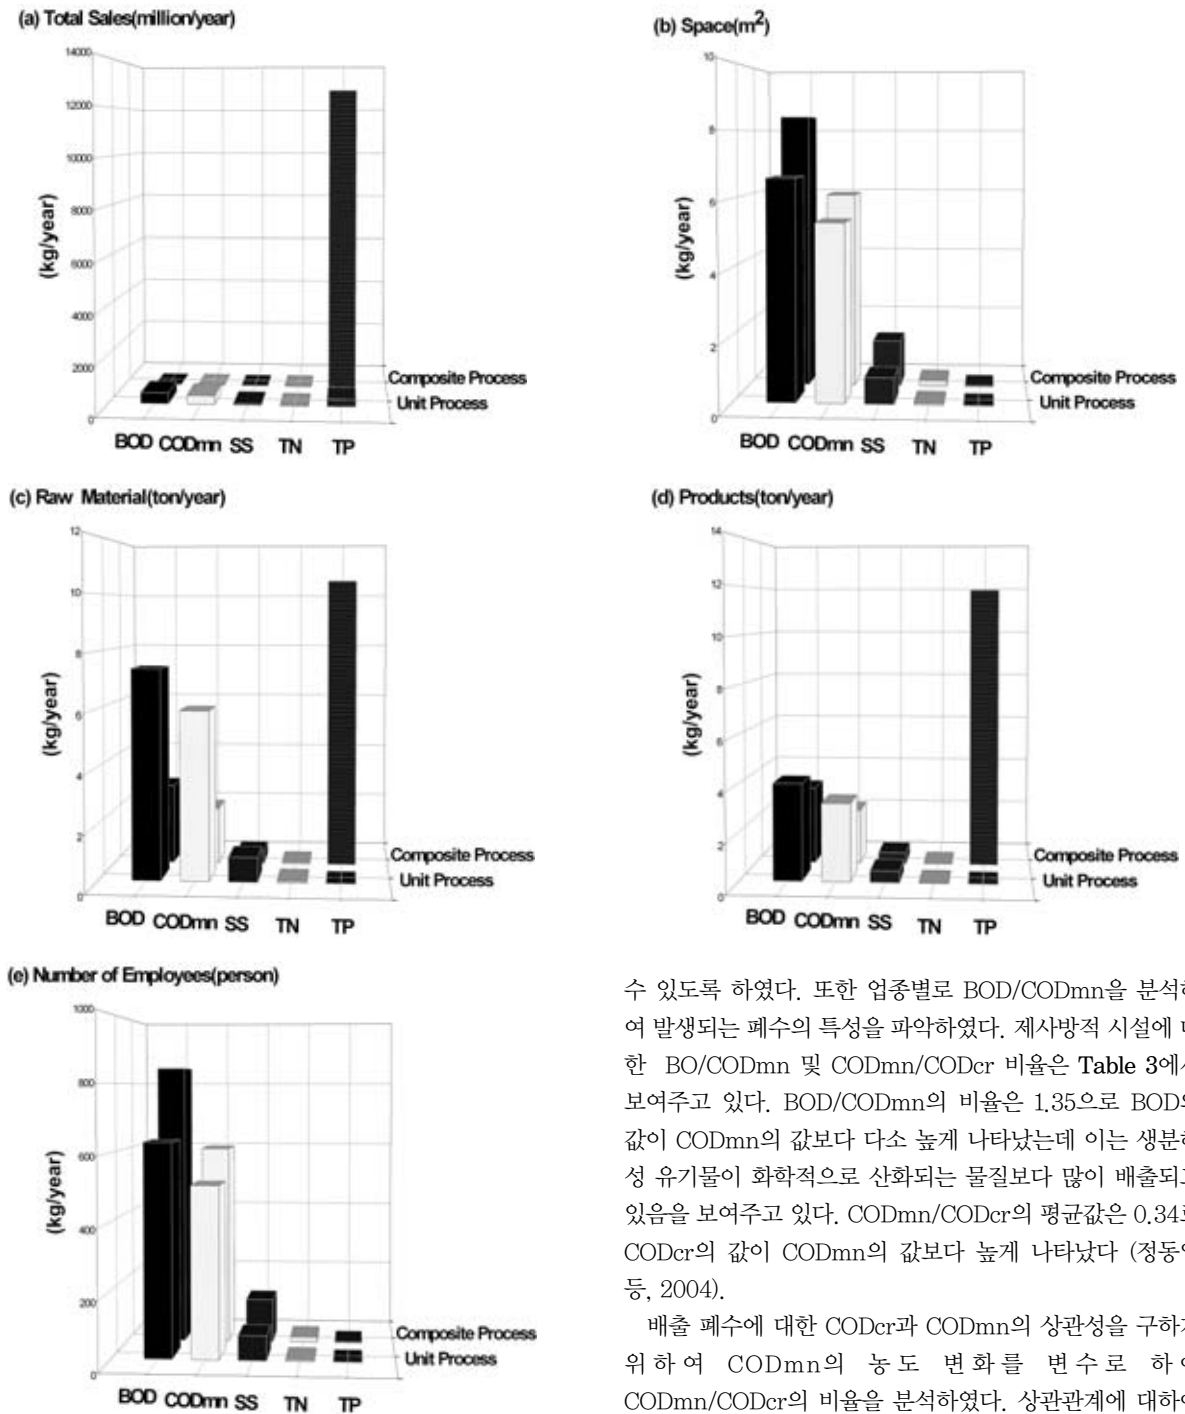 (a) Total Sales(million/year)
14000
12000
10000
8000
6000
4000
2000
0
(kg/year)
Composite Process
Unit Process
BOD CODmn SS TN TP
(b) Space(m2)
10
8
6
4
2
0
(kg/year)
Composite Process
Unit Process
BOD CODmn SS TN TP
(c) Raw Material(ton/year)
12
10
8
6
4
2
0
(kg/year)
Composite Process
Unit Process
BOD CODmn SS TN TP
(d) Products(ton/year)
14
12
10
8
6
4
2
0
(kg/year)
Composite Process
Unit Process
BOD CODmn SS TN TP
(e) Number of Employees(person)
1000
800
600
400
200
0
(kg/year)
Composite Process
Unit Process
BOD CODmn SS TN TP
수 있도록 하였다. 또한 업종별로 BOD/CODmn을 분석하
여 발생되는 폐수의 특성을 파악하였다. 제사방적 시설에
한 BO/CODmn 및 CODmn/CODcr 비율은 Table 3에서
보여주고 있다. BOD/CODmn의 비율은 1.35으로 BOD의
값이 CODmn의 값보다 다소 높게 나타났는데 이는 생분해
성 유기물이 화학적으로 산화되는 물질보다 많이 배출되고
있음을 보여주고 있다. CODmn/CODcr의 평균값은 0.34로
CODcr의 값이 CODmn의 값보다 높게 나타났다 (정동영
등, 2004).
배출 폐수에 대한 CODcr과 CODmn의 상관성을 구하기
위하여 CODmn의 농도 변화를 변수로 하여
CODmn/CODcr의 비율을 분석하였다. 상관관계에 대하여